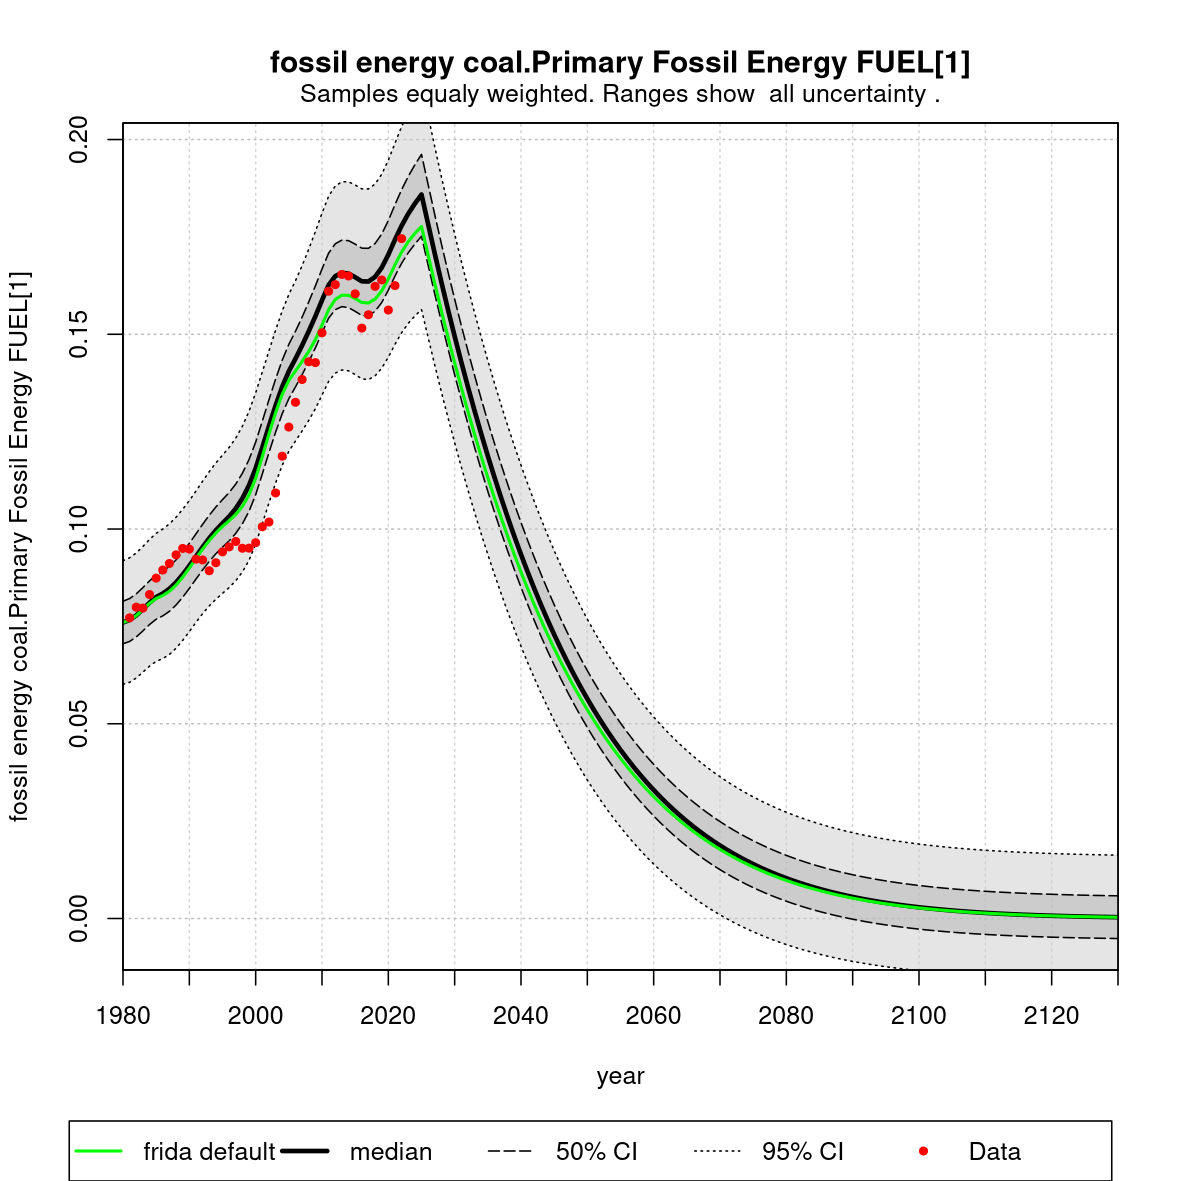 fossil energy coal.Primary Fossil Energy FUEL[1]
Samples equaly weighted. Ranges show  all uncertainty .
fossil energy coal.Primary Fossil Energy FUEL[1]
0.20
0.15
0.10
0.05
0.00
1980 2000 2020 2040 2060 2080 2100 2120
year
frida default median 50% CI 95% CI Data